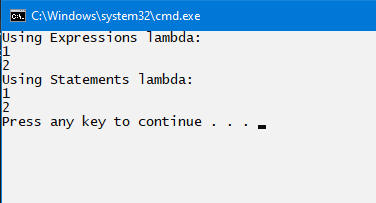 C:\Windows\system32\cmd.exe
Using Expressions lambda:
1
2
Using Statements lambda:
1
2
Press any key to continue . . .